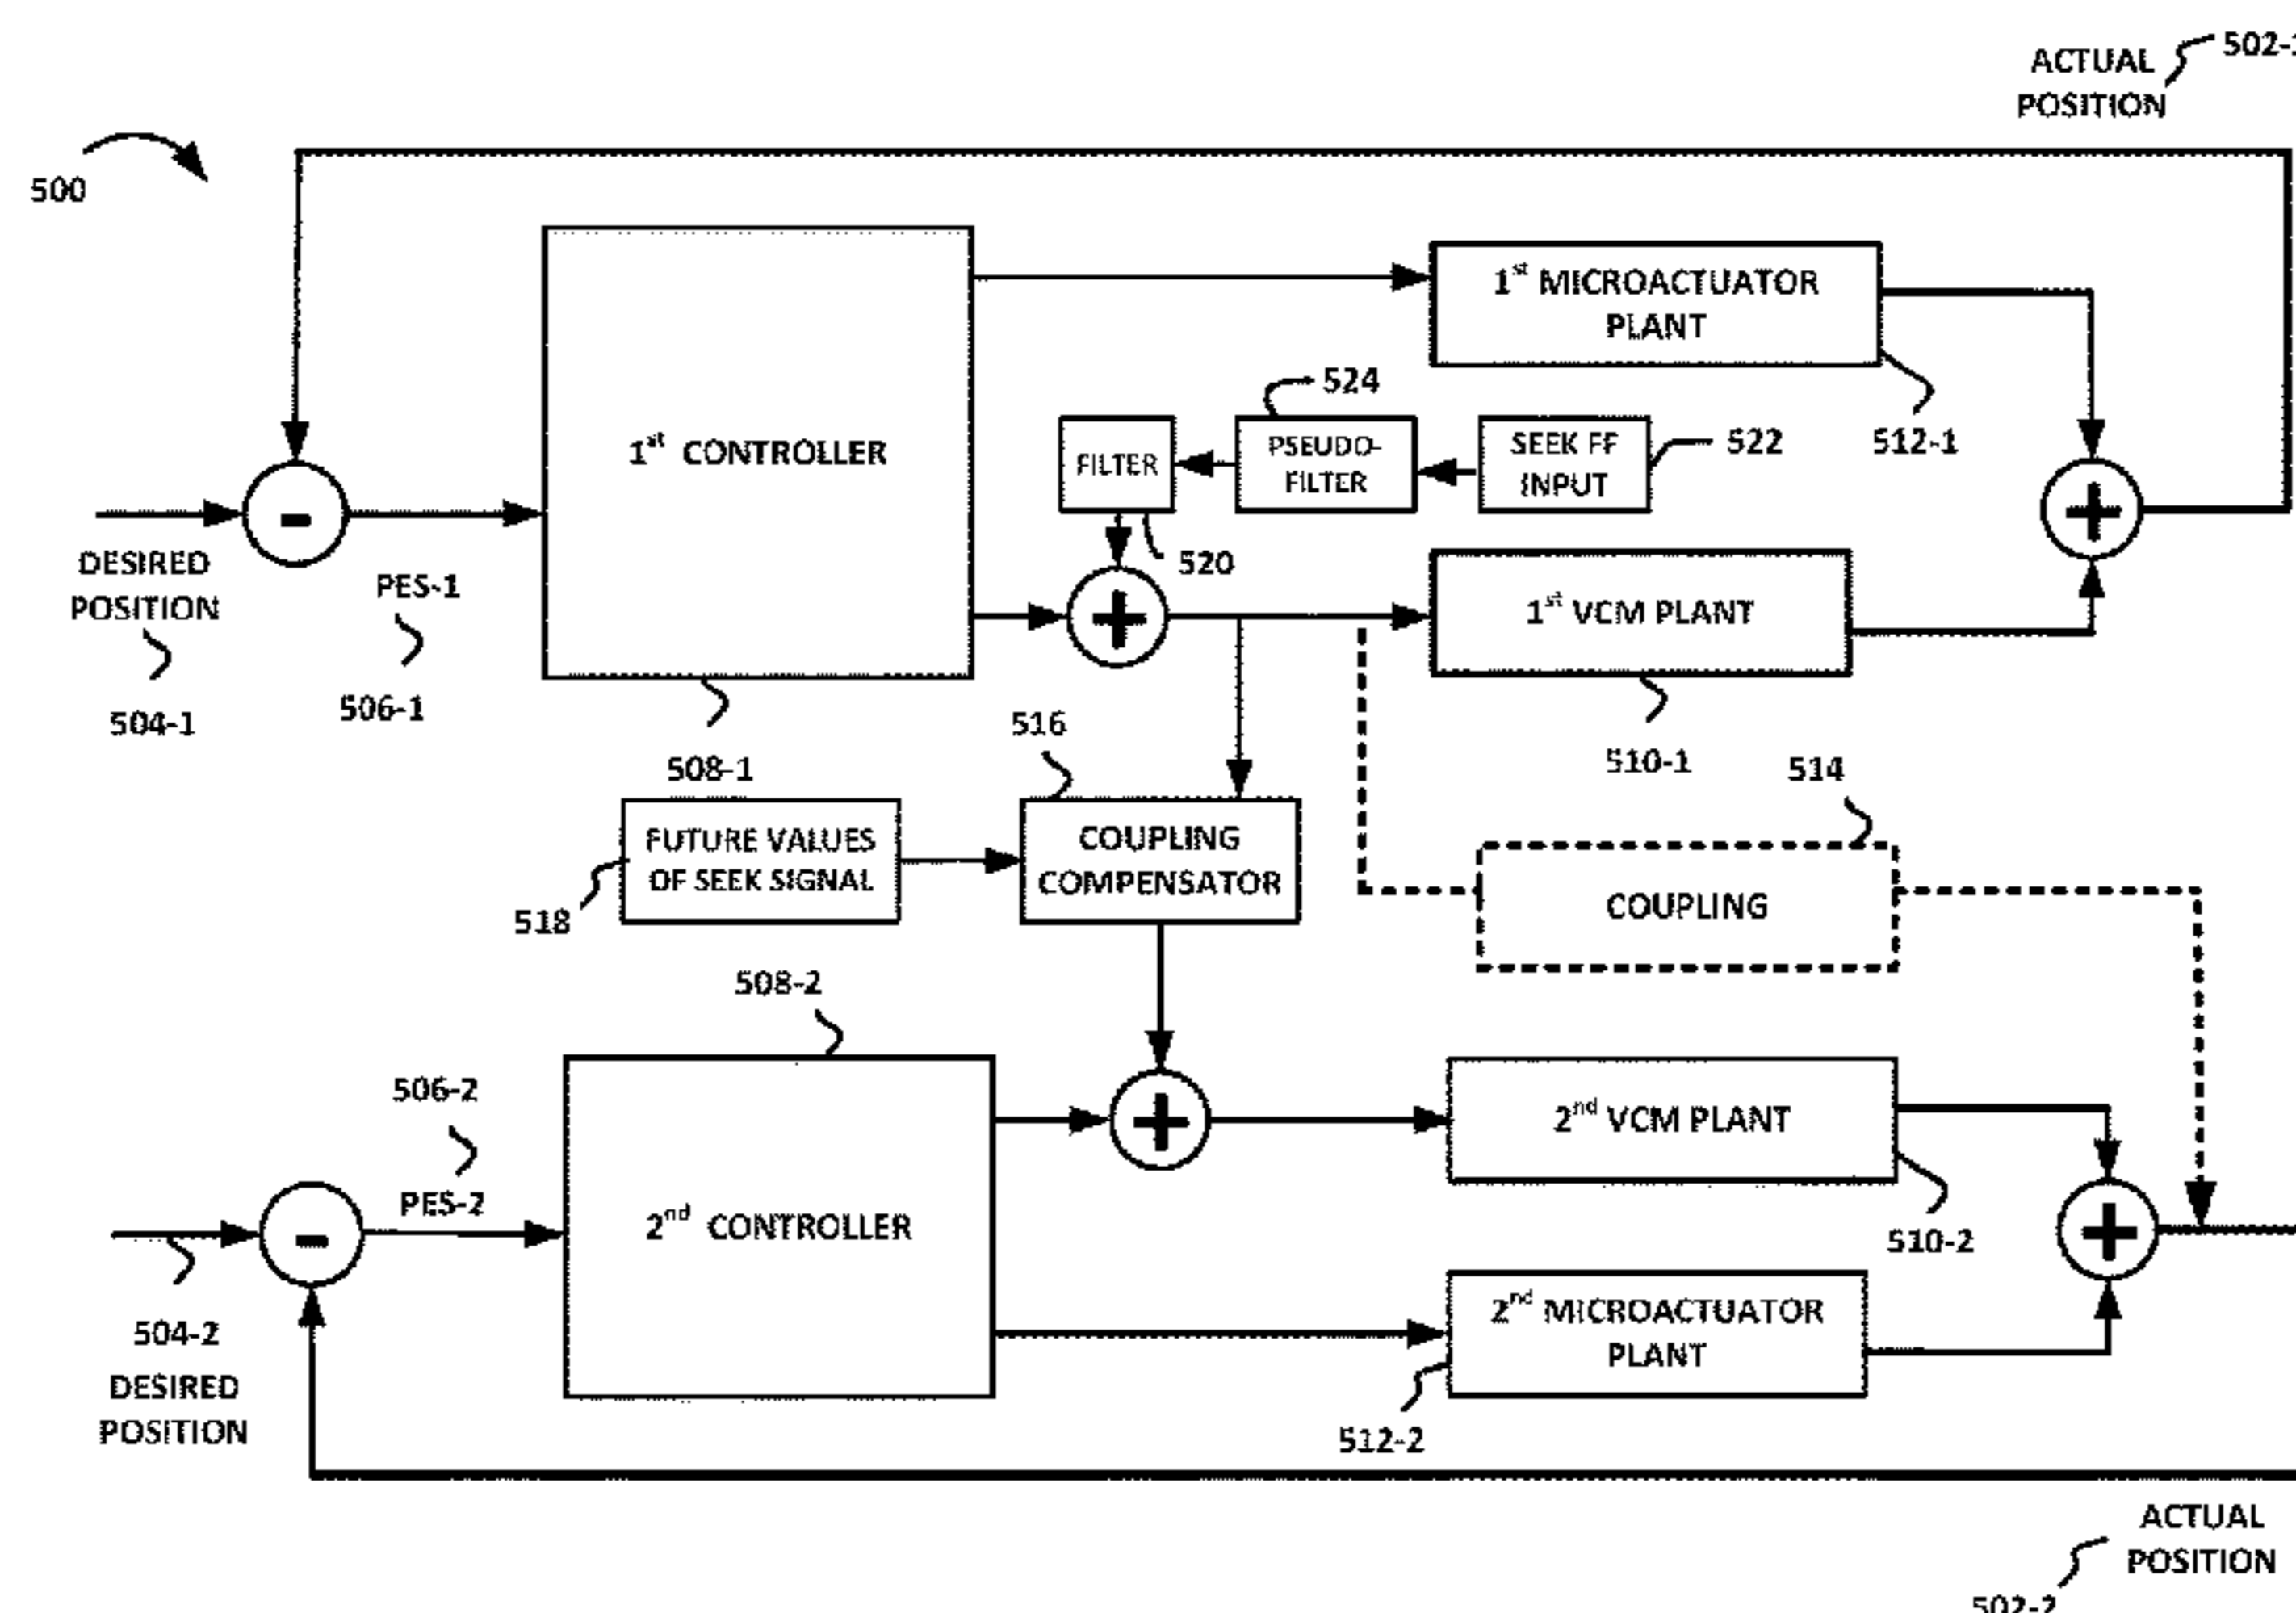 ACTUAL
POSITION
502-1
500
1st MICROACTUATOR
PLANT
524
512-1
1st CONTROLLER
FILTER
PSEUDO-
FILTER
SEEK FF
INPUT
522
520
DESIRED
POSITION
504-1
PES-1
506-1
1st VCM PLANT
510-1
508-1
516
514
FUTURE VALUES
OF SEEK SIGNAL
518
COUPLING
COMPENSATOR
COUPLING
508-2
506-2
PES-2
2nd CONTROLLER
2nd VCM PLANT
510-2
504-2
DESIRED
POSITION
2nd MICROACTUATOR
PLANT
512-2
ACTUAL
POSITION
502-2